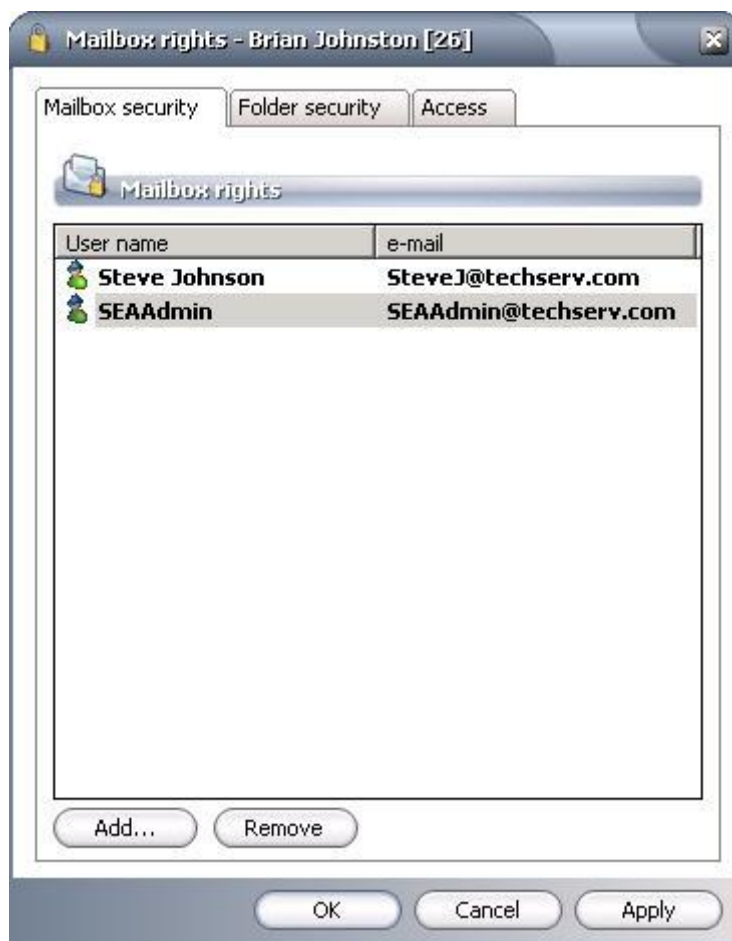 Mailbox rights - Brian Johnston [26]
Mailbox security Folder security Access
Mailbox rights
User name e-mail
Steve Johnson SteveJ@techserv.com
SEAAdmin SEAAdmin@techserv.com
Add... Remove
OK Cancel Apply